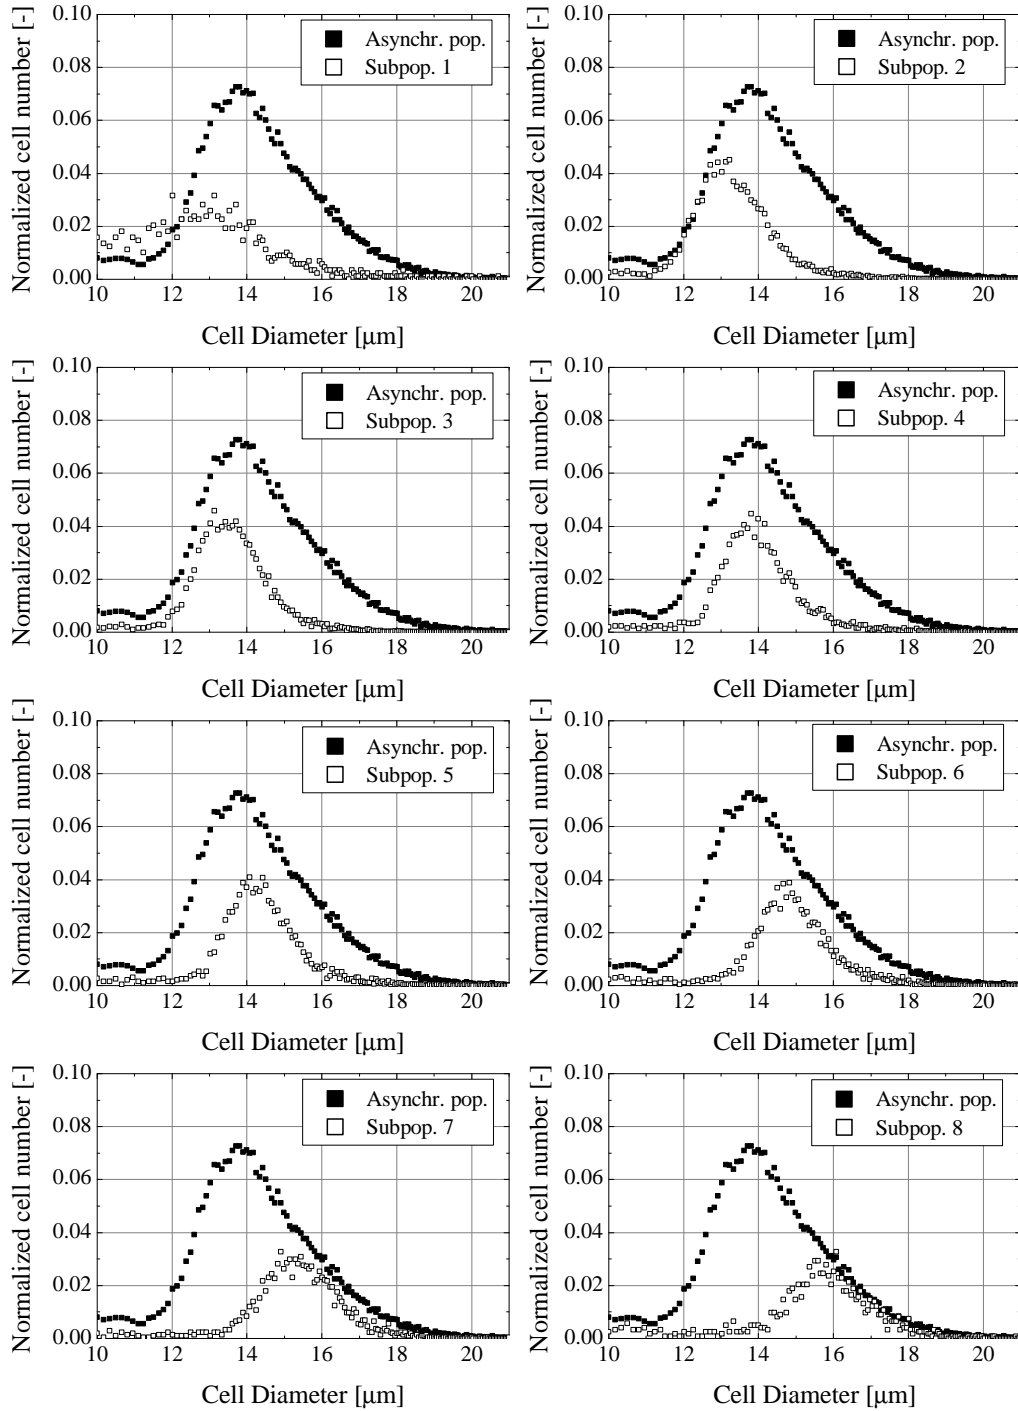 Normalized cell number [-]
0.10
0.08
0.06
0.04
0.02
0.00
Asynchr. pop.
Subpop. 1
10 12 14 16 18 20
Cell Diameter [μm]
Normalized cell number [-]
0.10
0.08
0.06
0.04
0.02
0.00
Asynchr. pop.
Subpop. 2
10 12 14 16 18 20
Cell Diameter [μm]
Normalized cell number [-]
0.10
0.08
0.06
0.04
0.02
0.00
Asynchr. pop.
Subpop. 3
10 12 14 16 18 20
Cell Diameter [μm]
Normalized cell number [-]
0.10
0.08
0.06
0.04
0.02
0.00
Asynchr. pop.
Subpop. 4
10 12 14 16 18 20
Cell Diameter [μm]
Normalized cell number [-]
0.10
0.08
0.06
0.04
0.02
0.00
Asynchr. pop.
Subpop. 5
10 12 14 16 18 20
Cell Diameter [μm]
Normalized cell number [-]
0.10
0.08
0.06
0.04
0.02
0.00
Asynchr. pop.
Subpop. 6
10 12 14 16 18 20
Cell Diameter [μm]
Normalized cell number [-]
0.10
0.08
0.06
0.04
0.02
0.00
Asynchr. pop.
Subpop. 7
10 12 14 16 18 20
Cell Diameter [μm]
Normalized cell number [-]
0.10
0.08
0.06
0.04
0.02
0.00
Asynchr. pop.
Subpop. 8
10 12 14 16 18 20
Cell Diameter [μm]